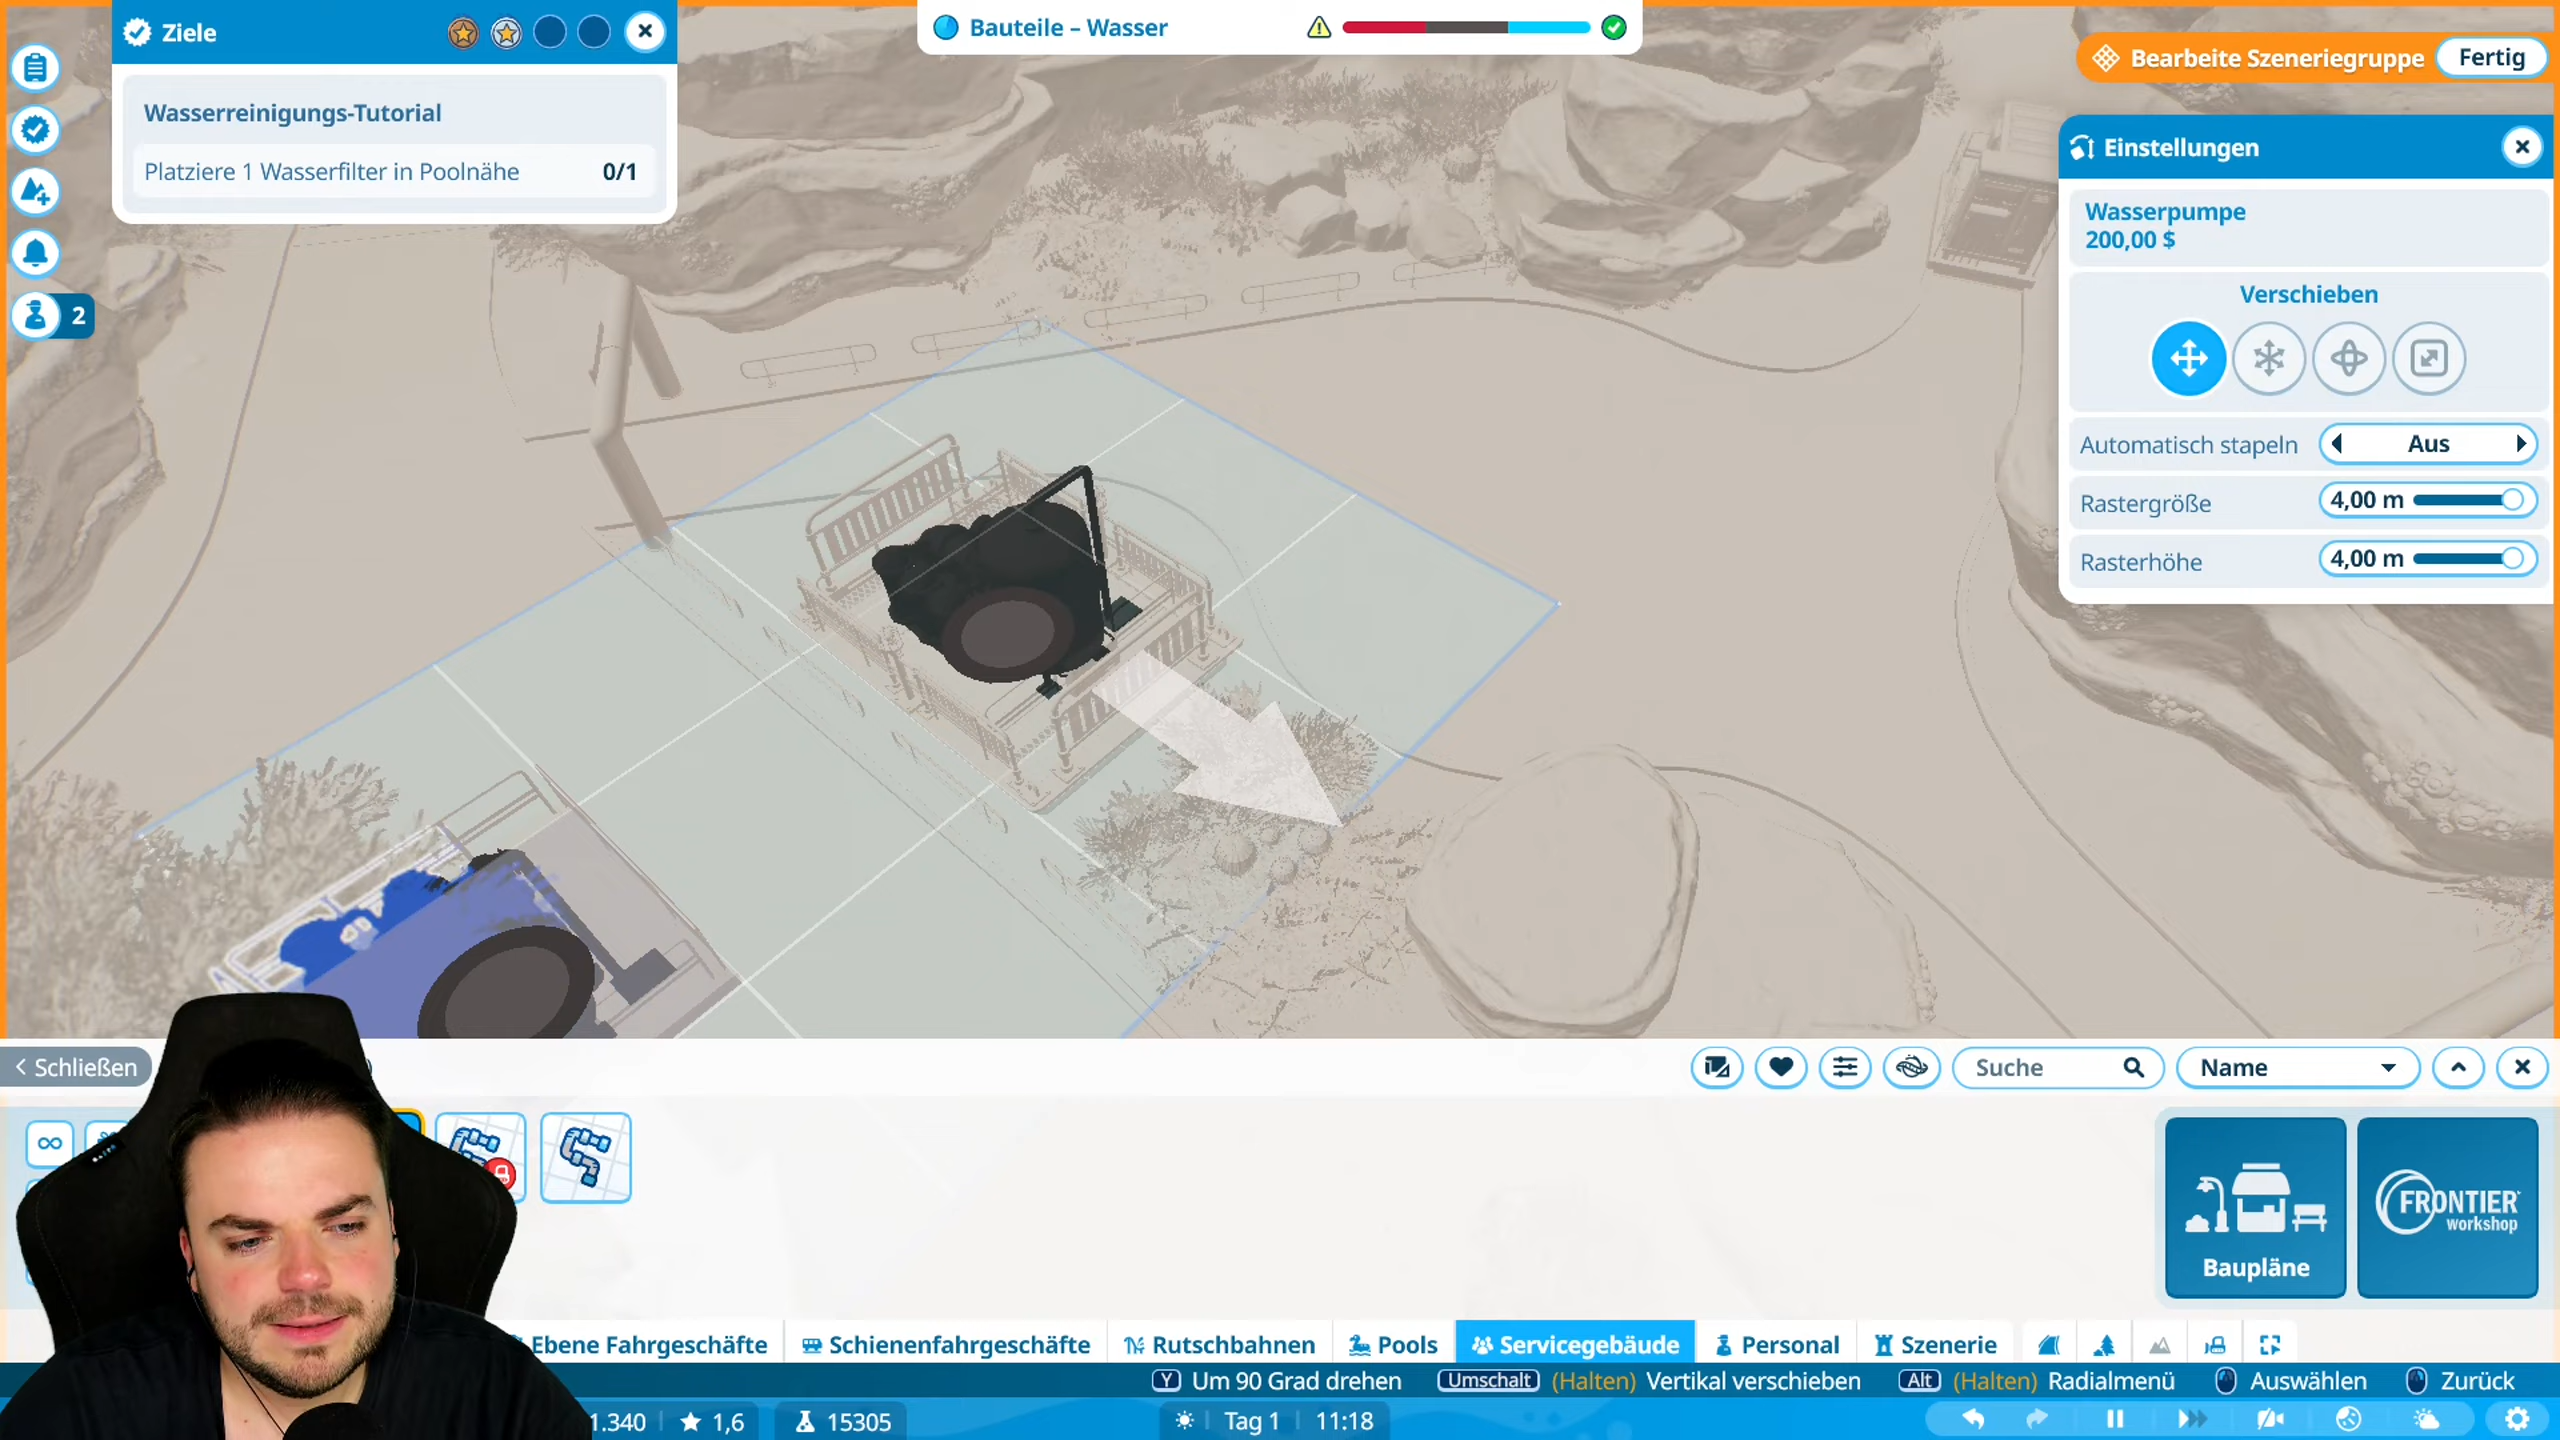 Ziele
Wasserreinigungs-Tutorial
Platziere 1 Wasserfilter in Poolnähe 0/1
Bauteile – Wasser
Bearbeite Szeneriegruppe Fertig
Einstellungen
Wasserpumpe
200,00 $
Verschieben
Automatisch stapeln Aus
Rastergröße 4,00 m
Rasterhöhe 4,00 m
2
Schließen
Suche
Name
Baupläne
FRONTIER
workshop
Ebene Fahrgeschäfte
Schienenfahrgeschäfte
Rutschbahnen
Pools
Servicegebäude
Personal
Szenerie
Y Um 90 Grad drehen Umschalt (Halten) Vertikal verschieben Alt (Halten) Radialmenü Auswählen Zurück
1.340 1,6 15305 Tag 1 11:18